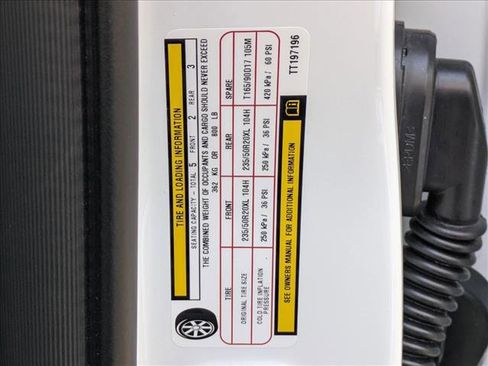 TIRE AND LOADING INFORMATION
SEATING CAPACITY - TOTAL 5 FRONT 2 REAR 3
THE COMBINED WEIGHT OF OCCUPANTS AND CARGO SHOULD NEVER EXCEED
362 KG OR 800 LB
TIRE FRONT REAR SPARE
ORIGINAL TIRE SIZE 235/50R20XL 104H 235/50R20XL 104H T165/90D17 105M
COLD TIRE INFLATION
PRESSURE 250 kPa / 36 PSI 250 kPa / 36 PSI 420 kPa / 60 PSI
SEE OWNERS MANUAL FOR ADDITIONAL INFORMATION
TT197196